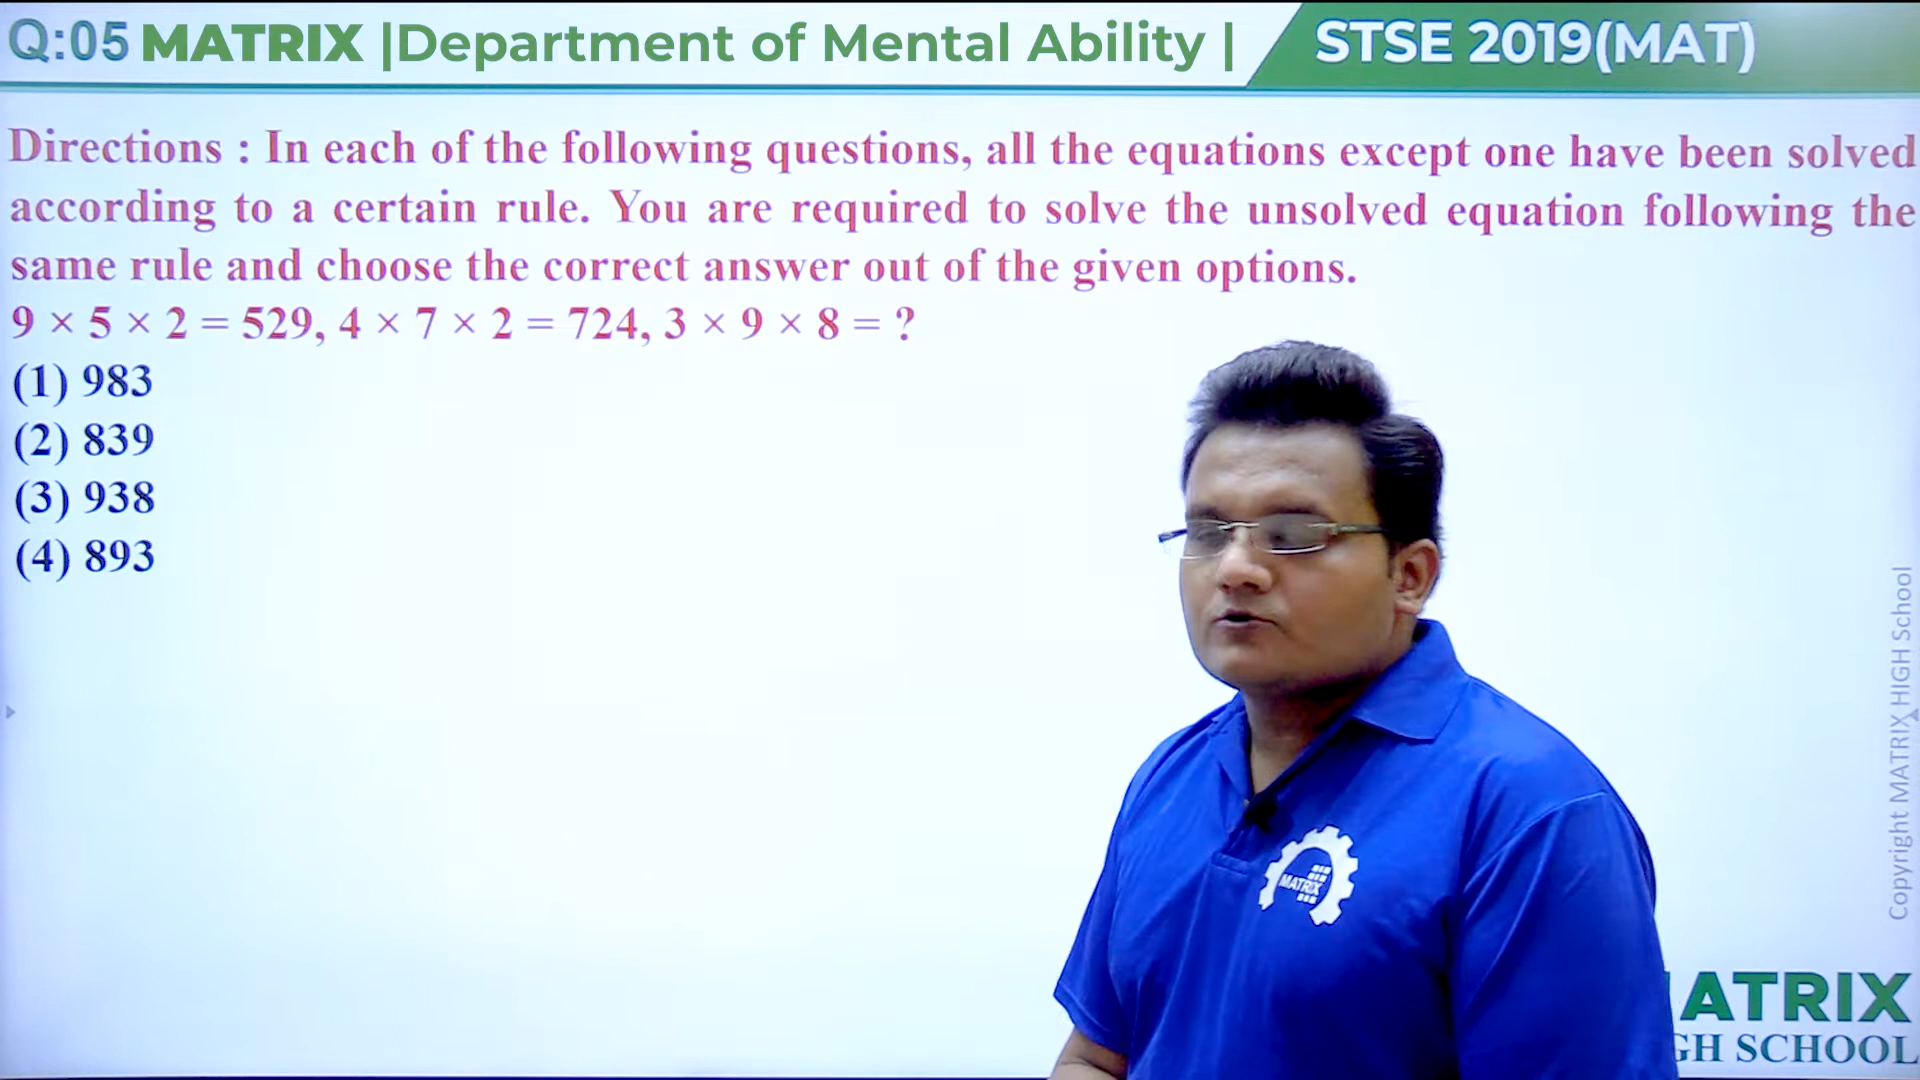 Q:05 MATRIX |Department of Mental Ability | STSE 2019(MAT)
Directions : In each of the following questions, all the equations except one have been solved
according to a certain rule. You are required to solve the unsolved equation following the
same rule and choose the correct answer out of the given options.
9 × 5 × 2 = 529, 4 × 7 × 2 = 724, 3 × 9 × 8 = ?
(1) 983
(2) 839
(3) 938
(4) 893
Copyright MATRIX HIGH School
MATRIX
ATRIX
GH SCHOOL